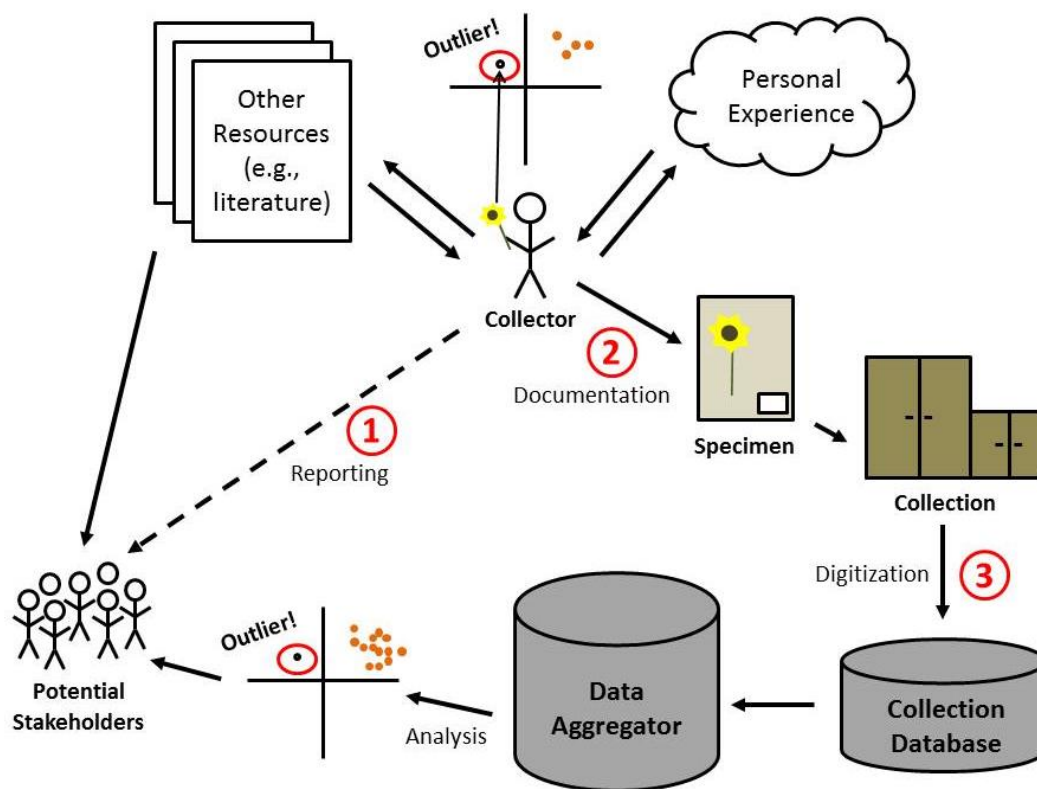 Outlier!
Other
Resources
(e.g.,
literature)
Personal
Experience
Collector
2
Documentation
1
Reporting
Specimen
Collection
Digitization
3
Outlier!
Potential
Stakeholders
Analysis
Data
Aggregator
Collection
Database